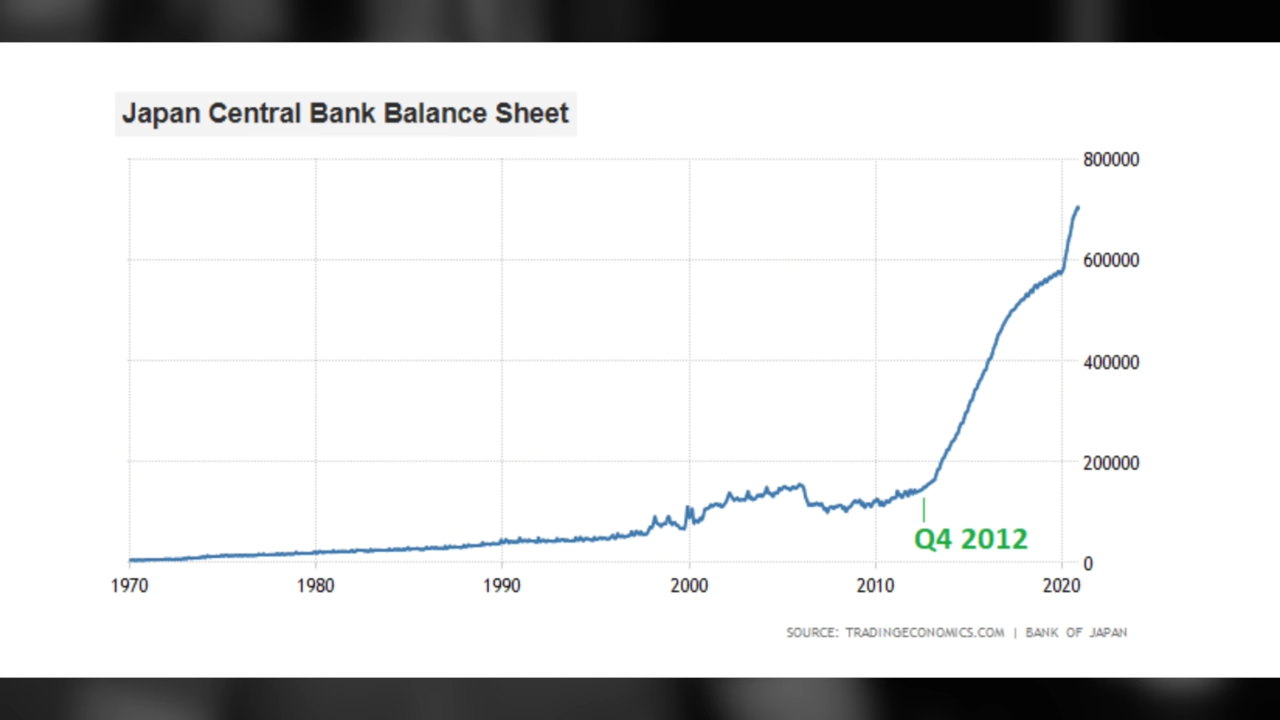 Japan Central Bank Balance Sheet
800000
600000
400000
200000
0
Q4 2012
1970 1980 1990 2000 2010 2020
SOURCE: TRADINGECONOMICS.COM | BANK OF JAPAN